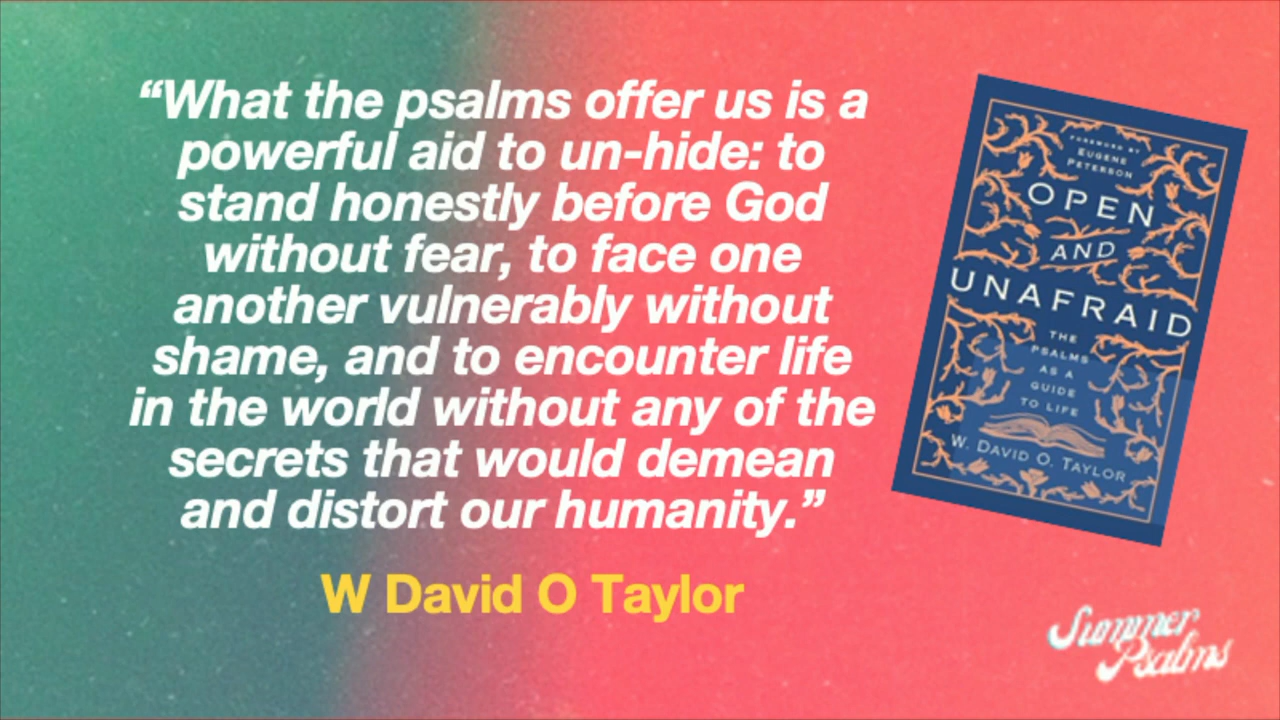 “What the psalms offer us is a
powerful aid to un-hide: to
stand honestly before God
without fear, to face one
another vulnerably without
shame, and to encounter life
in the world without any of the
secrets that would demean
and distort our humanity.”
W David O Taylor
FOREWORD BY
EUGENE
PETERSON
OPEN
AND
UNAFRAID
THE
PSALMS
AS A
GUIDE
TO LIFE
W. DAVID O. TAYLOR
Summer
Psalms